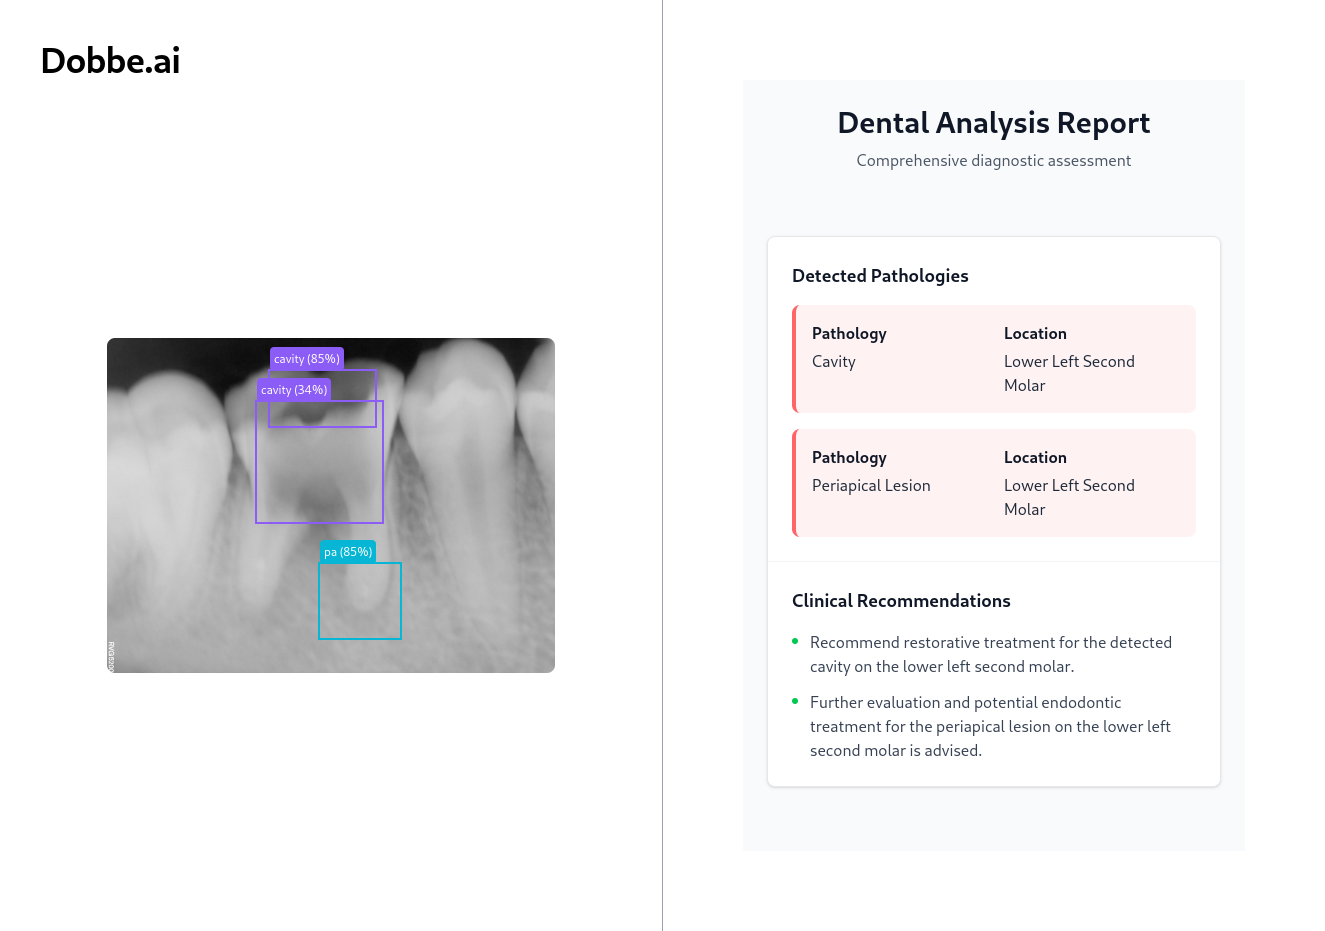 Dobbe.ai
cavity (85%)
cavity (34%)
pa (85%)
Dental Analysis Report
Comprehensive diagnostic assessment
Detected Pathologies
Pathology
Location
Cavity
Lower Left Second
Molar
Pathology
Location
Periapical Lesion
Lower Left Second
Molar
Clinical Recommendations
Recommend restorative treatment for the detected
cavity on the lower left second molar.
Further evaluation and potential endodontic
treatment for the periapical lesion on the lower left
second molar is advised.